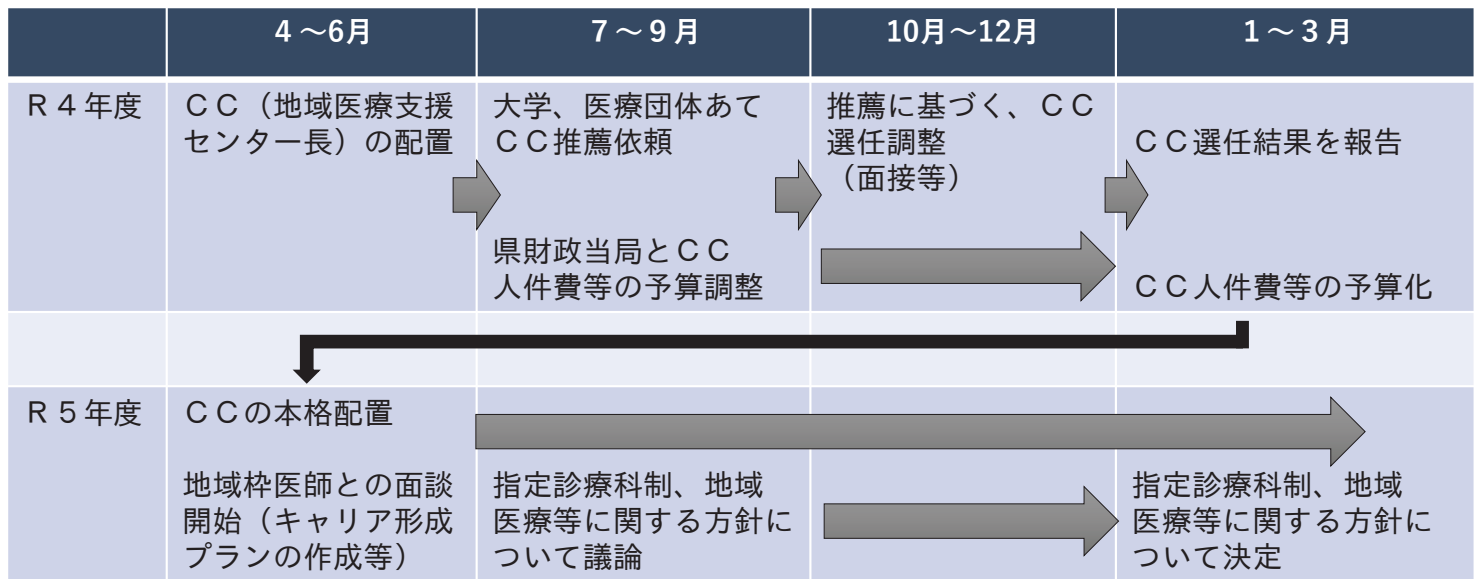 ４～6月
７～９月
10月～12月
１～３月
Ｒ４年度
ＣＣ（地域医療支援
センター長）の配置
大学、医療団体あて
ＣＣ推薦依頼
県財政当局とＣＣ
人件費等の予算調整
推薦に基づく、ＣＣ
選任調整
（面接等）
ＣＣ選任結果を報告
ＣＣ人件費等の予算化
Ｒ５年度
ＣＣの本格配置
地域枠医師との面談
開始（キャリア形成
プランの作成等）
指定診療科制、地域
医療等に関する方針に
ついて議論
指定診療科制、地域
医療等に関する方針に
ついて決定